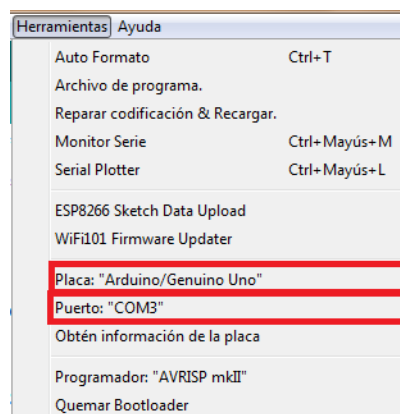 Herramientas Ayuda
Auto Formato Ctrl+T
Archivo de programa.
Reparar codificación & Recargar.
Monitor Serie Ctrl+Mayús+M
Serial Plotter Ctrl+Mayús+L
ESP8266 Sketch Data Upload
WiFi101 Firmware Updater
Placa: "Arduino/Genuino Uno"
Puerto: "COM3"
Obtén información de la placa
Programador: "AVRISP mkII"
Quemar Bootloader